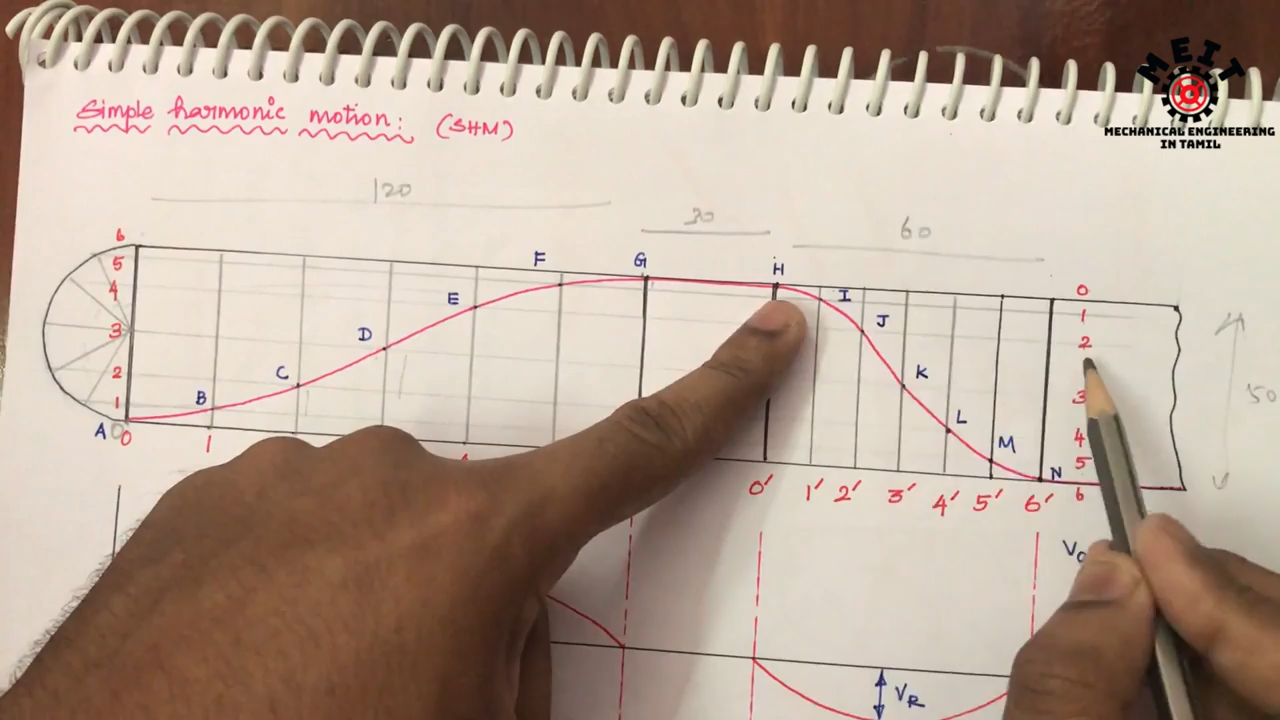 MEIT
MECHANICAL ENGINEERING
IN TAMIL
Simple harmonic motion: (SHM)
120
30
60
6
5
4
3
2
1
0
A
B
C
D
E
F
G
H
I
J
K
L
M
N
0
1
2
3
4
5
6
50
0
1
0' 1' 2' 3' 4' 5' 6'
VR